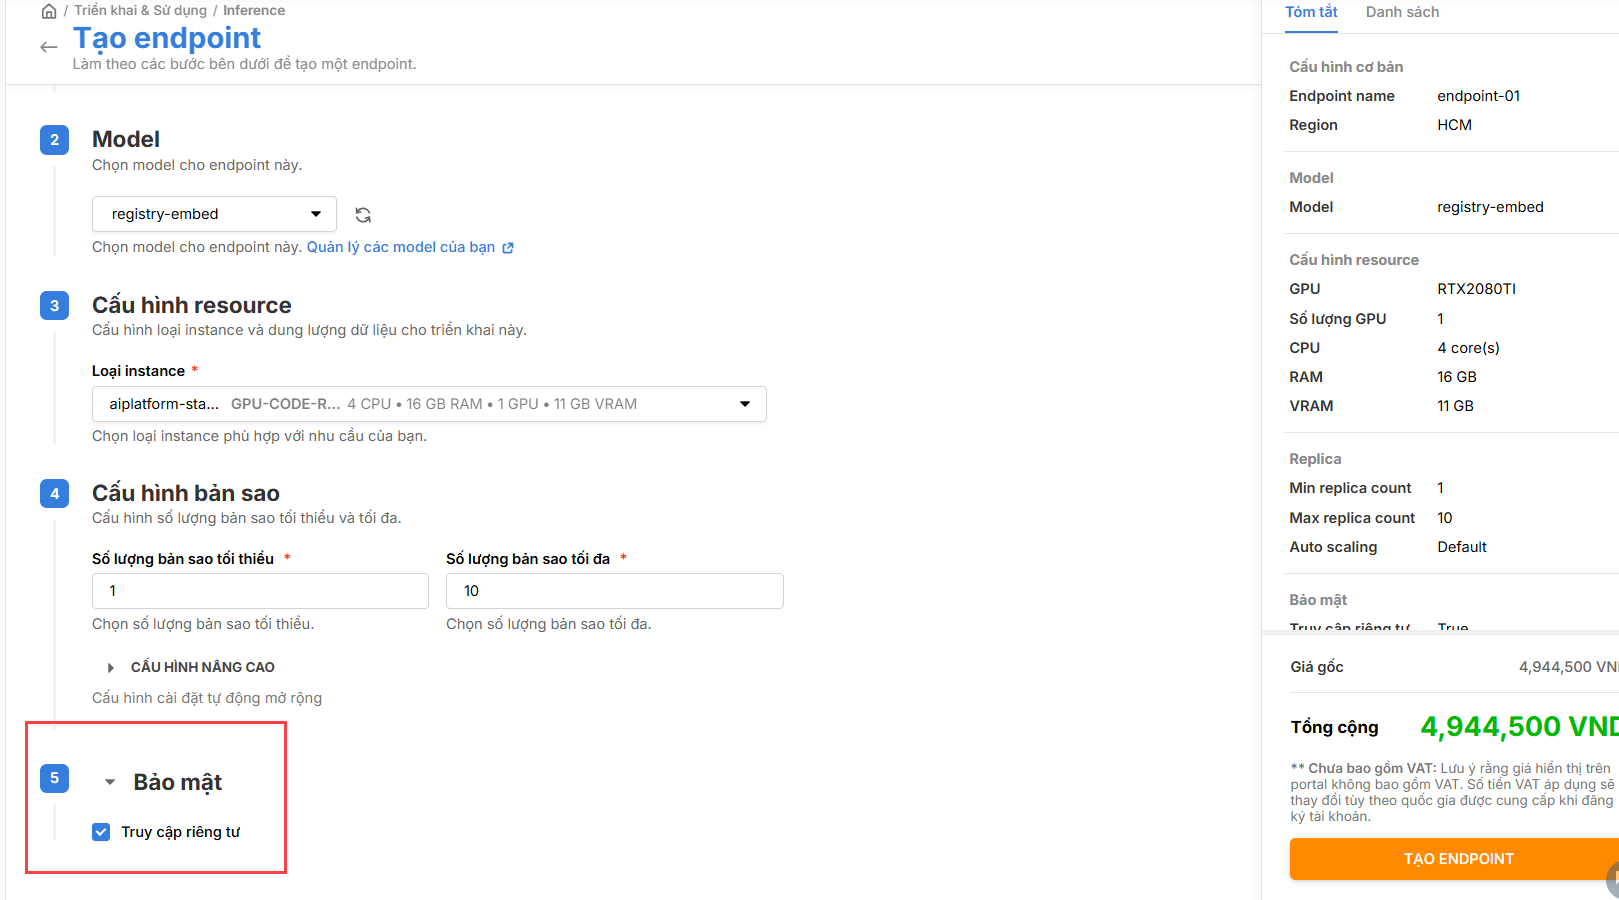 / Triển khai & Sử dụng / Inference
Tạo endpoint
Làm theo các bước bên dưới để tạo một endpoint.
2 Model
Chọn model cho endpoint này.
registry-embed
Chọn model cho endpoint này. Quản lý các model của bạn
3 Cấu hình resource
Cấu hình loại instance và dung lượng dữ liệu cho triển khai này.
Loại instance *
aiplatform-sta... GPU-CODE-R... 4 CPU • 16 GB RAM • 1 GPU • 11 GB VRAM
Chọn loại instance phù hợp với nhu cầu của bạn.
4 Cấu hình bản sao
Cấu hình số lượng bản sao tối thiểu và tối đa.
Số lượng bản sao tối thiểu * Số lượng bản sao tối đa *
1 10
Chọn số lượng bản sao tối thiểu. Chọn số lượng bản sao tối đa.
CẤU HÌNH NÂNG CAO
Cấu hình cài đặt tự động mở rộng
5 Bảo mật
Truy cập riêng tư
Tóm tắt Danh sách
Cấu hình cơ bản
Endpoint name endpoint-01
Region HCM
Model
Model registry-embed
Cấu hình resource
GPU RTX2080TI
Số lượng GPU 1
CPU 4 core(s)
RAM 16 GB
VRAM 11 GB
Replica
Min replica count 1
Max replica count 10
Auto scaling Default
Bảo mật
Truy cập riêng tư True
Giá gốc 4,944,500 VN
Tổng cộng 4,944,500 VND
** Chưa bao gồm VAT: Lưu ý rằng giá hiển thị trên
portal không bao gồm VAT. Số tiền VAT áp dụng sẽ
thay đổi tùy theo quốc gia được cung cấp khi đăng
ký tài khoản.
TẠO ENDPOINT